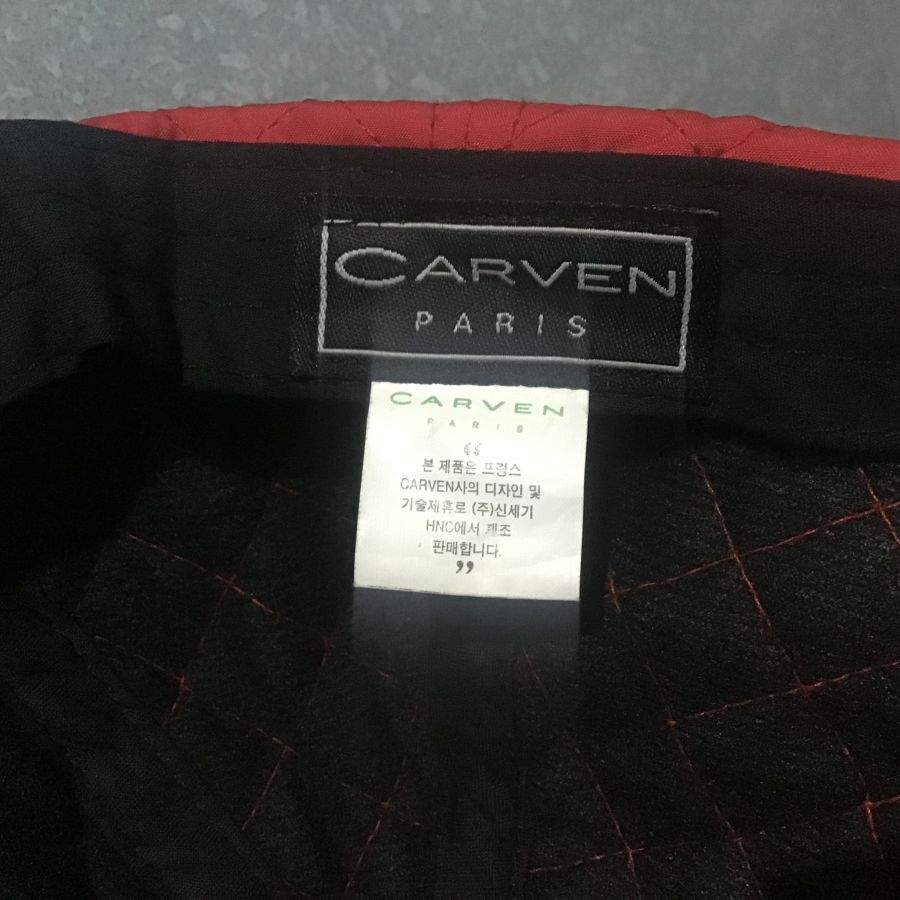 CARVEN
PARIS
CARVEN
PARIS
“
본 제품은 프랑스
CARVEN사의 디자인 및
기술제휴로 (주)신세기
HNC에서 제조
판매합니다.
”